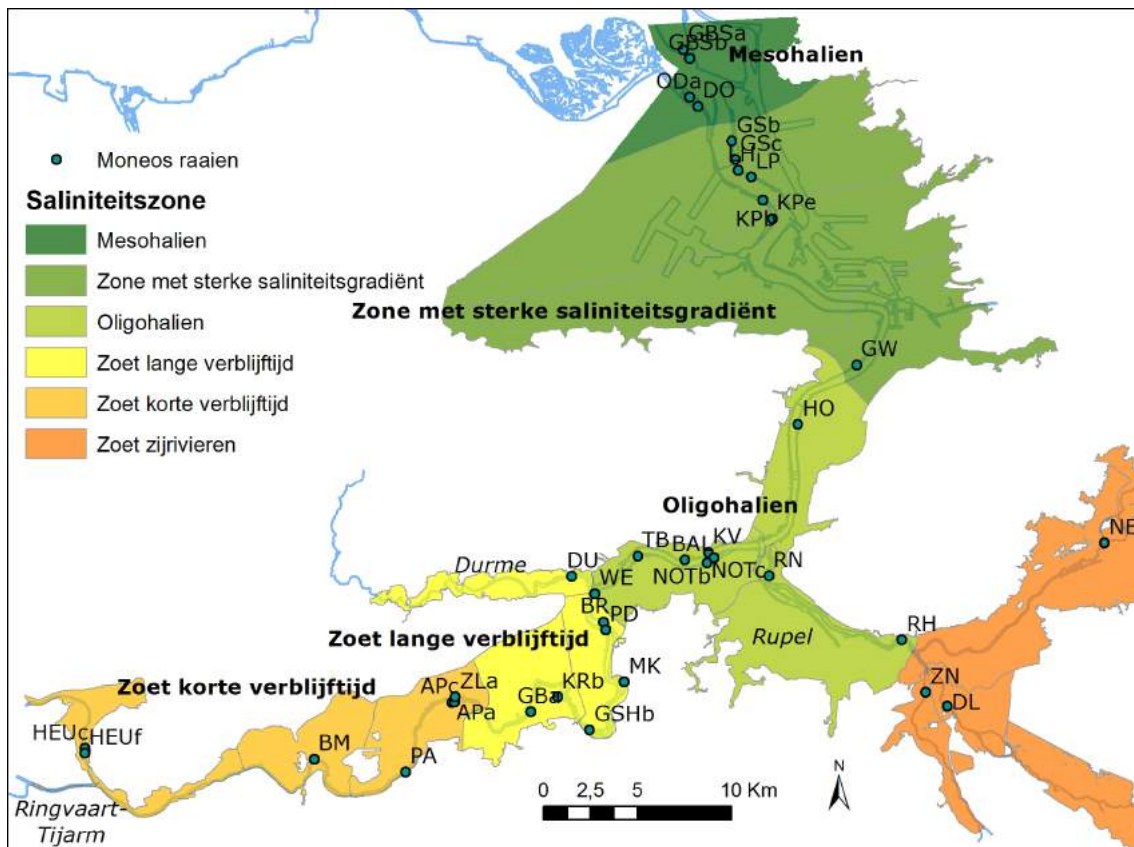 GBSa
GBSb
Mesohalien
ODa
DO
GSb
GSc
LH
LP
KPe
KPb
Moneos raaien
Saliniteitszone
Mesohalien
Zone met sterke saliniteitsgradiënt
Oligohalien
Zoet lange verblijftijd
Zoet korte verblijftijd
Zoet zijrivieren
Zone met sterke saliniteitsgradiënt
GW
HO
Oligohalien
TB
BAL
KV
NOTb
NOTc
RN
NE
Durme
DU
WE
BR
PD
Rupel
RH
Zoet lange verblijftijd
MK
ZN
DL
Zoet korte verblijftijd
APc
ZLa
APa
KRb
GBa
GSHb
HEUc
HEUf
BM
PA
Ringvaart-
Tijarm
0 2,5 5 10 Km
N